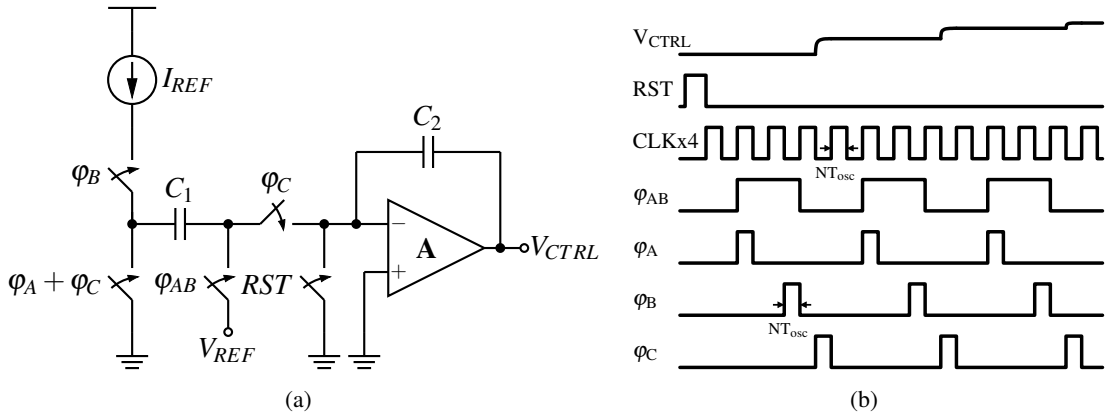 I_REF
C_2
φ_B
C_1
φ_C
−
A
+
V_CTRL
φ_A + φ_C
φ_AB
RST
V_REF
(a)
V_CTRL
RST
CLKx4
NT_osc
φ_AB
φ_A
φ_B
NT_osc
φ_C
(b)